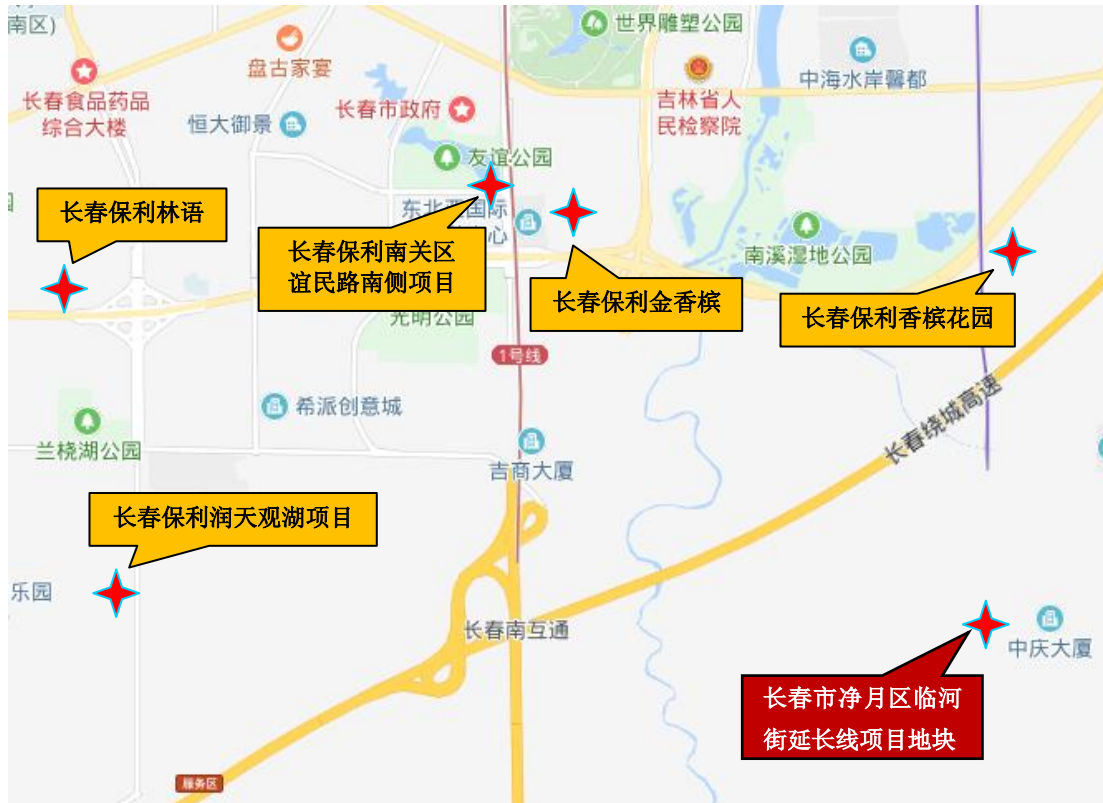 南区)
世界雕塑公园
盘古家宴
中海水岸馨都
长春食品药品
综合大楼
长春市政府
吉林省人
民检察院
恒大御景
友谊公园
长春保利林语
东北亚国际
心
长春保利南关区
谊民路南侧项目
南溪湿地公园
长春保利金香槟
长春保利香槟花园
光明公园
1号线
希派创意城
长春绕城高速
兰桡湖公园
吉商大厦
长春保利润天观湖项目
乐园
长春南互通
中庆大厦
长春市净月区临河
街延长线项目地块
服务区